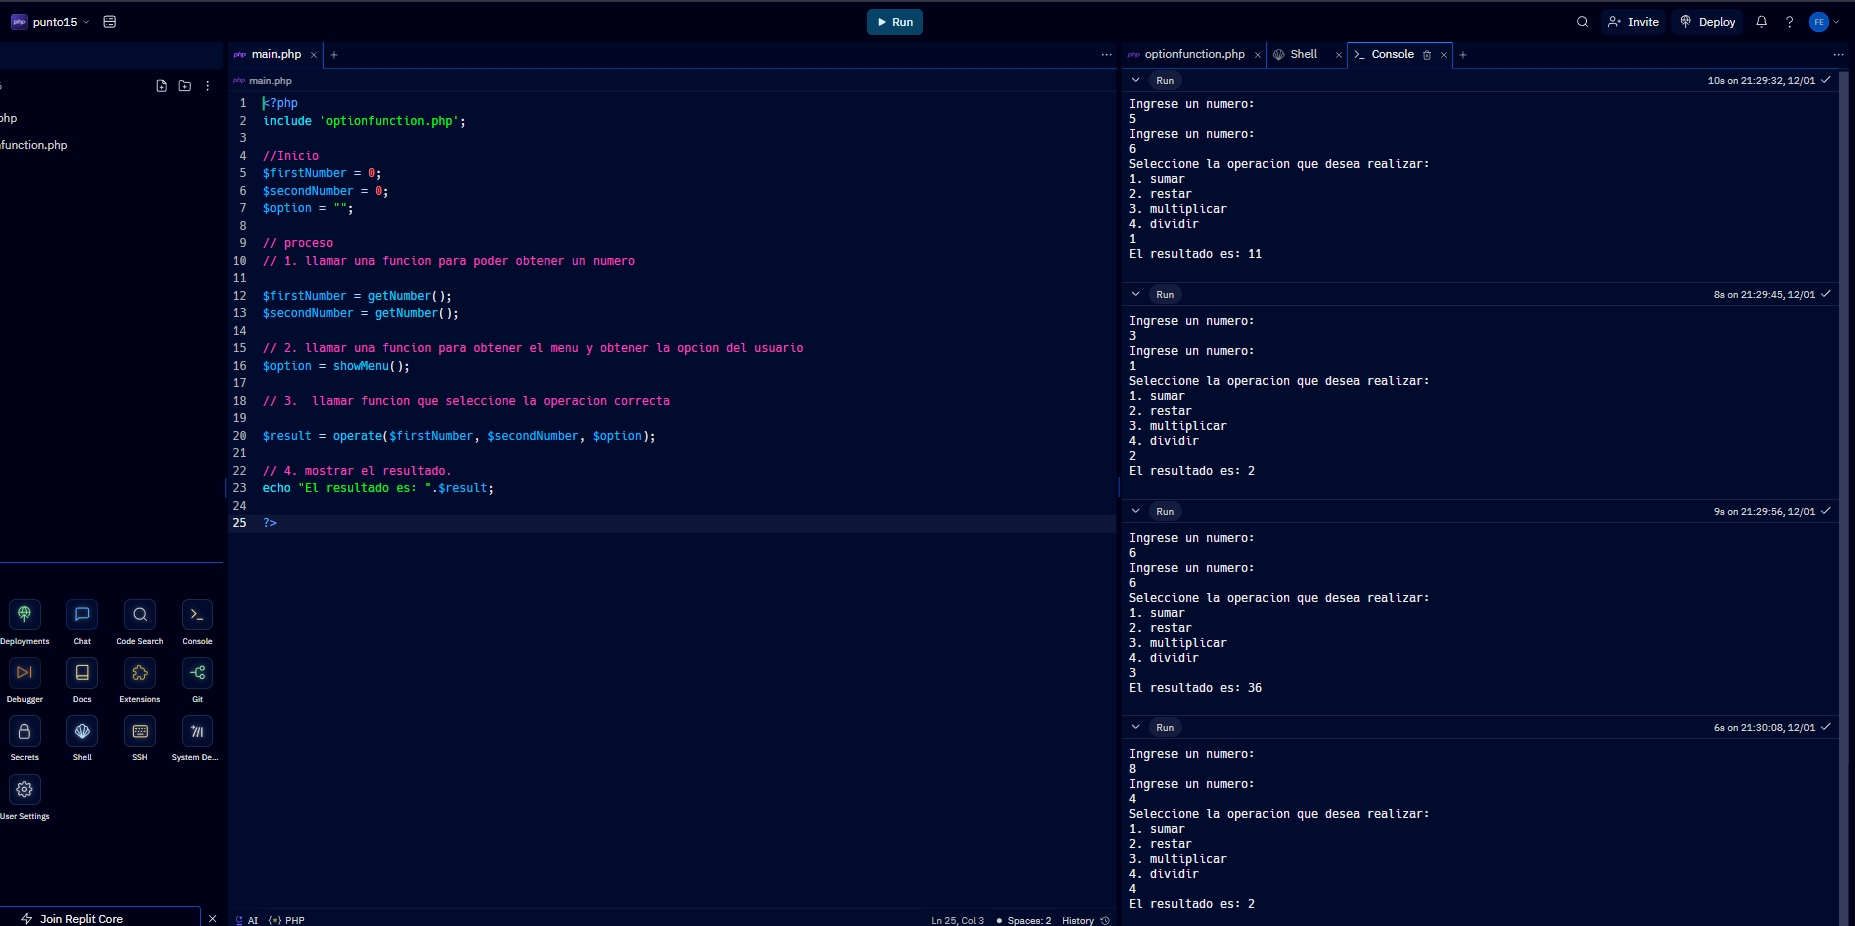 punto15
Run
Invite
Deploy
FE
main.php
main.php
php
function.php
1 <?php
2 include 'optionfunction.php';
3
4 //Inicio
5 $firstNumber = 0;
6 $secondNumber = 0;
7 $option = "";
8
9 // proceso
10 // 1. llamar una funcion para poder obtener un numero
11
12 $firstNumber = getNumber();
13 $secondNumber = getNumber();
14
15 // 2. llamar una funcion para obtener el menu y obtener la opcion del usuario
16 $option = showMenu();
17
18 // 3.  llamar funcion que seleccione la operacion correcta
19
20 $result = operate($firstNumber, $secondNumber, $option);
21
22 // 4. mostrar el resultado.
23 echo "El resultado es: ".$result;
24
25 ?>
Deployments Chat Code Search Console
Debugger Docs Extensions Git
Secrets Shell SSH System De...
User Settings
Join Replit Core
AI PHP Ln 25, Col 3 Spaces: 2 History
optionfunction.php Shell Console
Run 10s on 21:29:32, 12/01
Ingrese un numero:
5
Ingrese un numero:
6
Seleccione la operacion que desea realizar:
1. sumar
2. restar
3. multiplicar
4. dividir
1
El resultado es: 11
Run 8s on 21:29:45, 12/01
Ingrese un numero:
3
Ingrese un numero:
1
Seleccione la operacion que desea realizar:
1. sumar
2. restar
3. multiplicar
4. dividir
2
El resultado es: 2
Run 9s on 21:29:56, 12/01
Ingrese un numero:
6
Ingrese un numero:
6
Seleccione la operacion que desea realizar:
1. sumar
2. restar
3. multiplicar
4. dividir
3
El resultado es: 36
Run 6s on 21:30:08, 12/01
Ingrese un numero:
8
Ingrese un numero:
4
Seleccione la operacion que desea realizar:
1. sumar
2. restar
3. multiplicar
4. dividir
4
El resultado es: 2